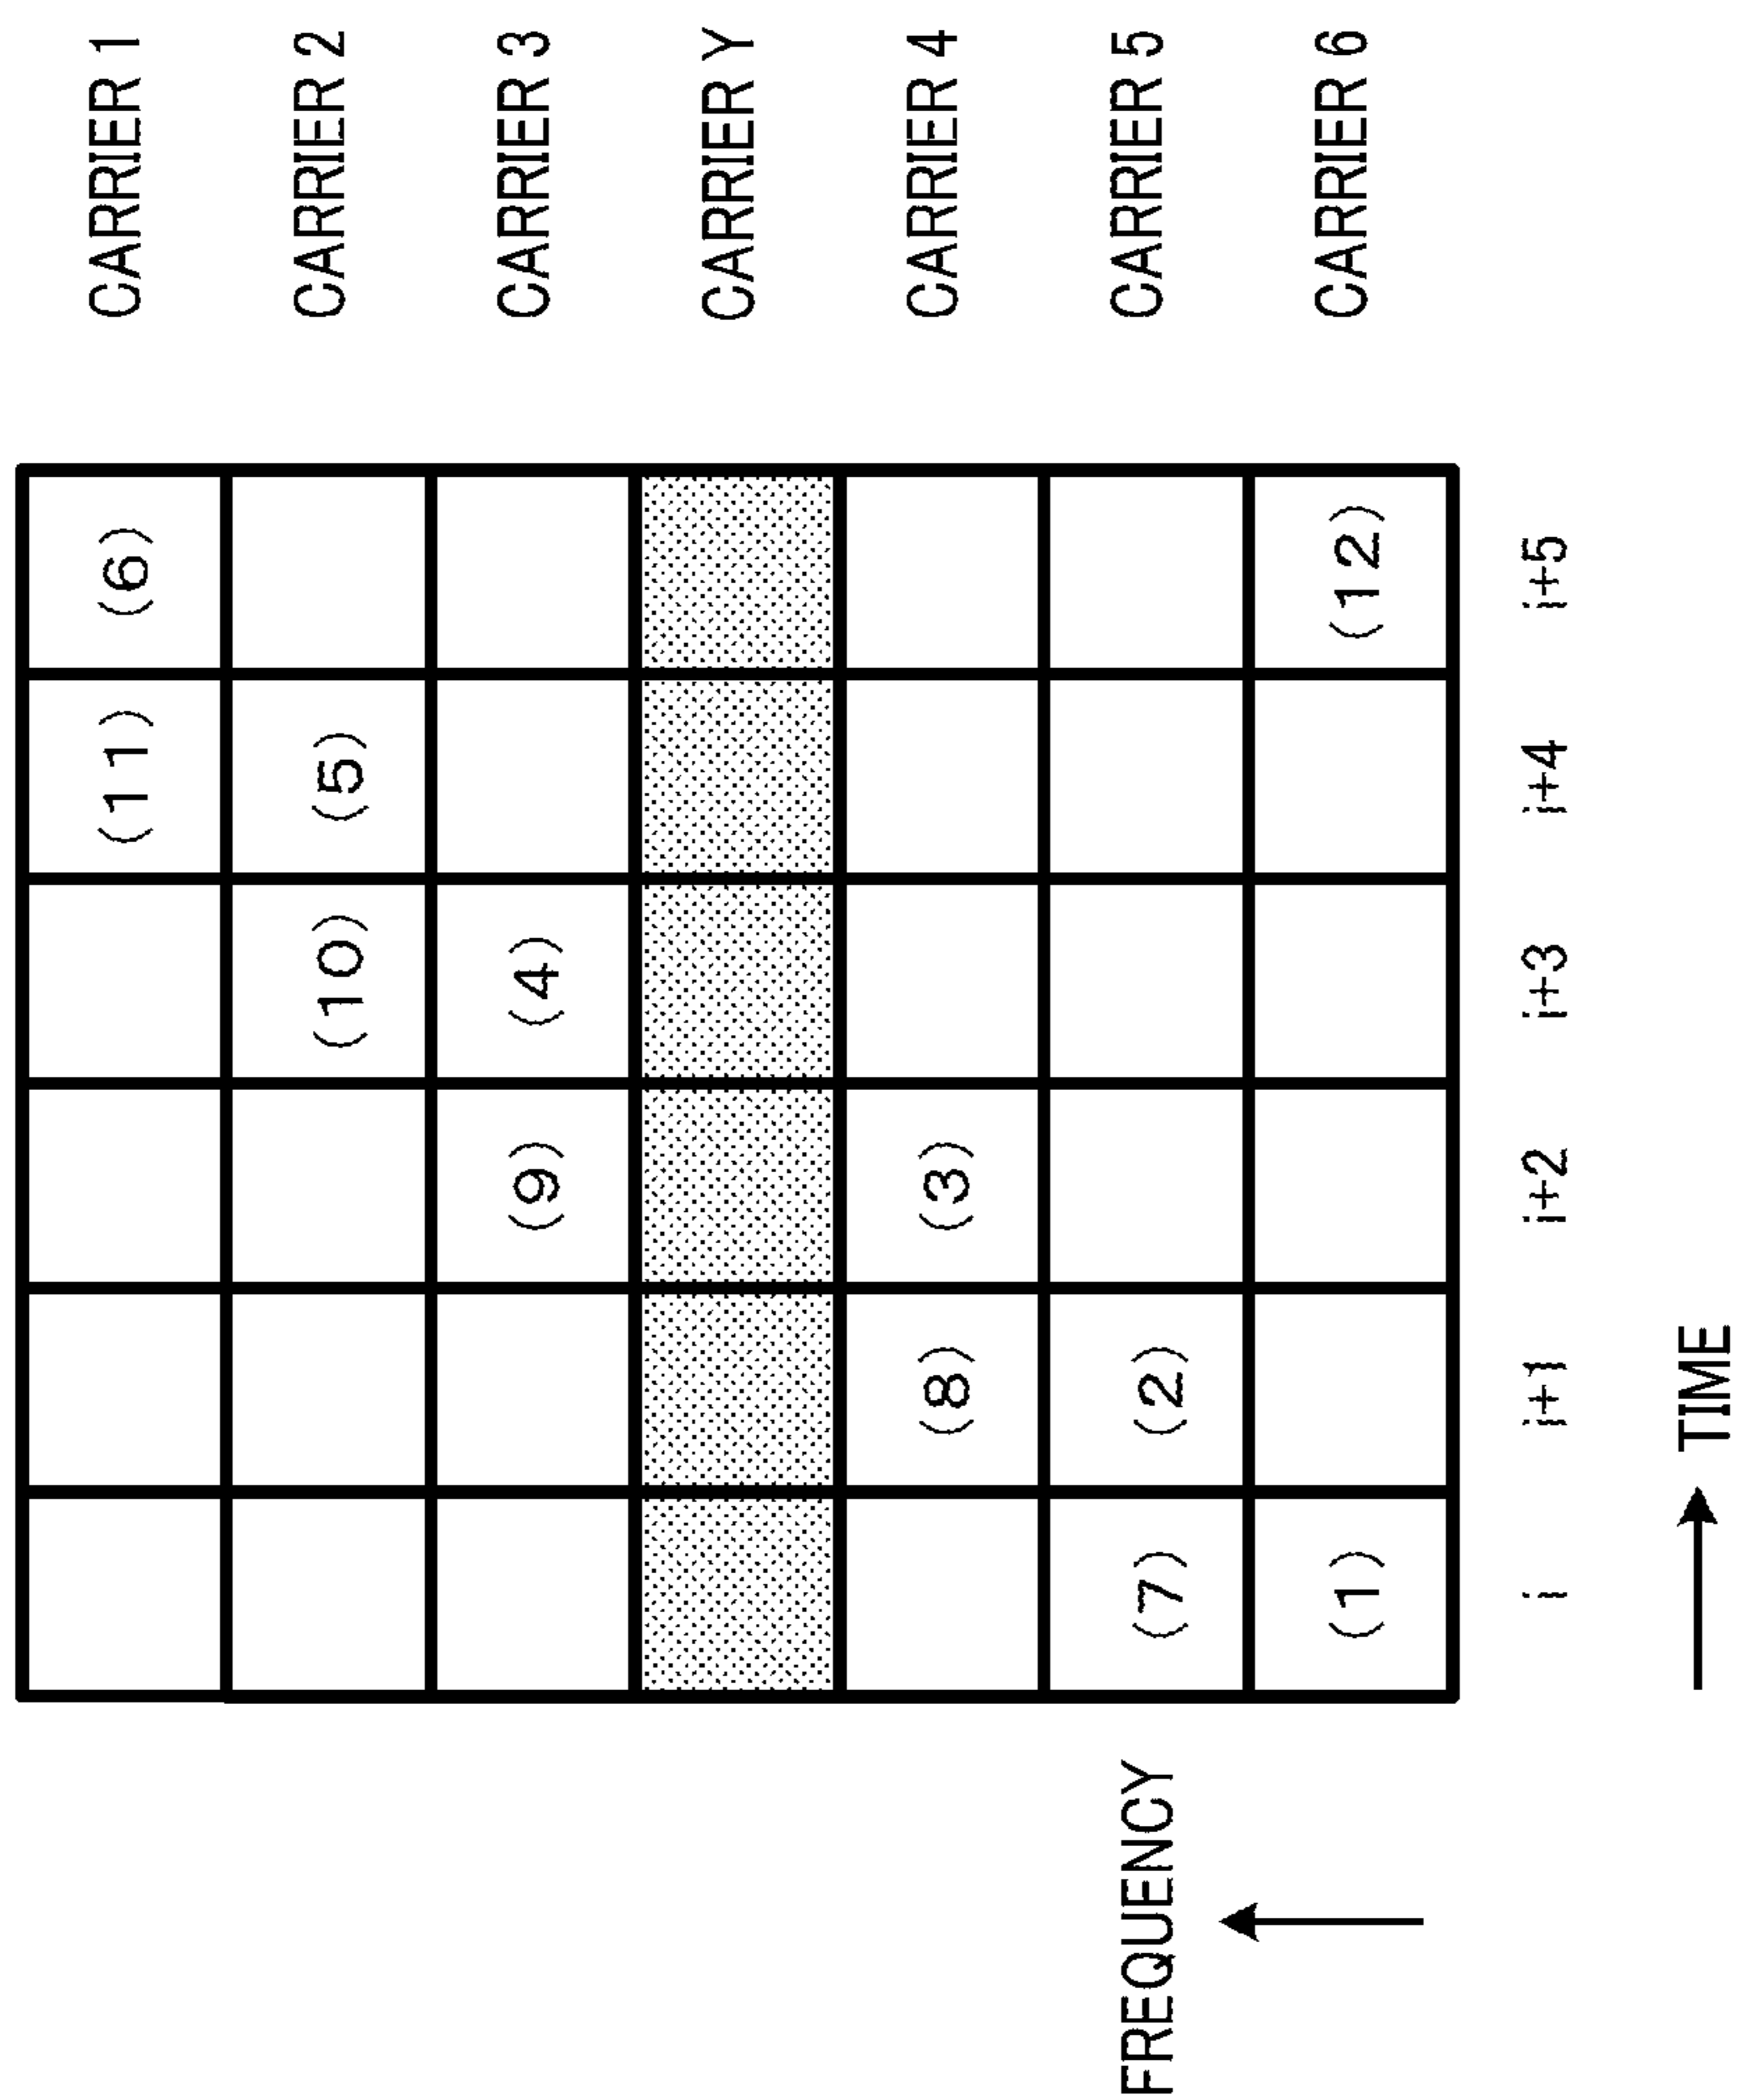 (11) (6) CARRIER 1
(10) (5) CARRIER 2
(9) (4) CARRIER 3
CARRIER Y
(8) (3) CARRIER 4
FREQUENCY
(7) (2) CARRIER 5
(1) (12) CARRIER 6
i i+1 i+2 i+3 i+4 i+5
TIME